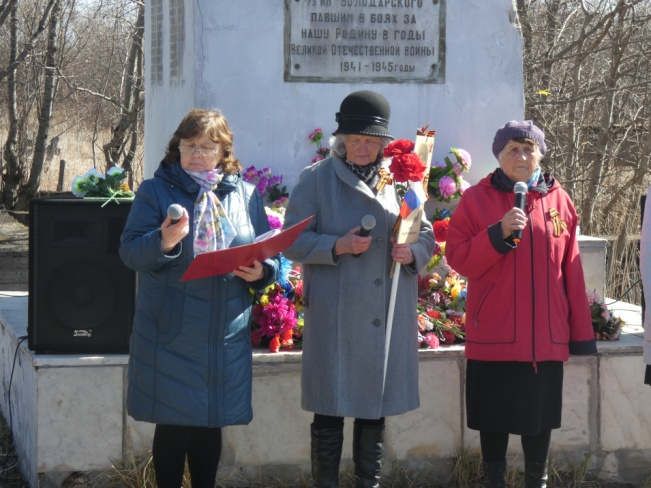 Володарского
павшим в боях за
нашу Родину в годы
Великой Отечественной войны
1941-1945 годы